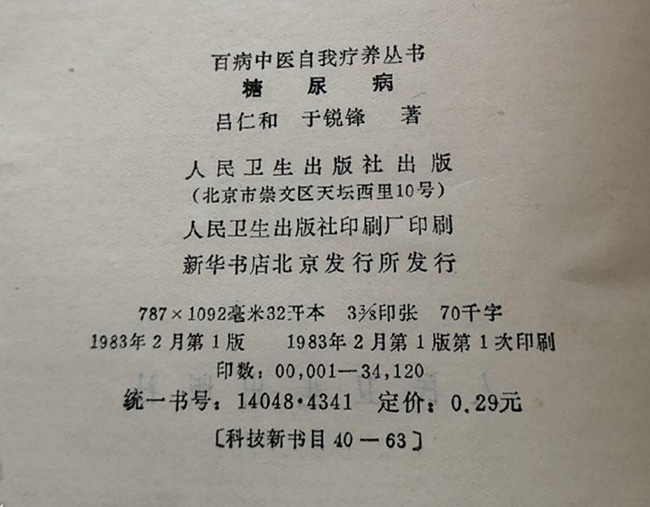 百病中医自我疗养丛书
糖尿病
吕仁和 于锐锋 著
人民卫生出版社出版
(北京市崇文区天坛西里10号)
人民卫生出版社印刷厂印刷
新华书店北京发行所发行
787×1092毫米32开本 3⅜印张 70千字
1983年2月第1版 1983年2月第1版第1次印刷
印数:00,001—34,120
统一书号:14048·4341 定价:0.29元
〔科技新书目40—63〕